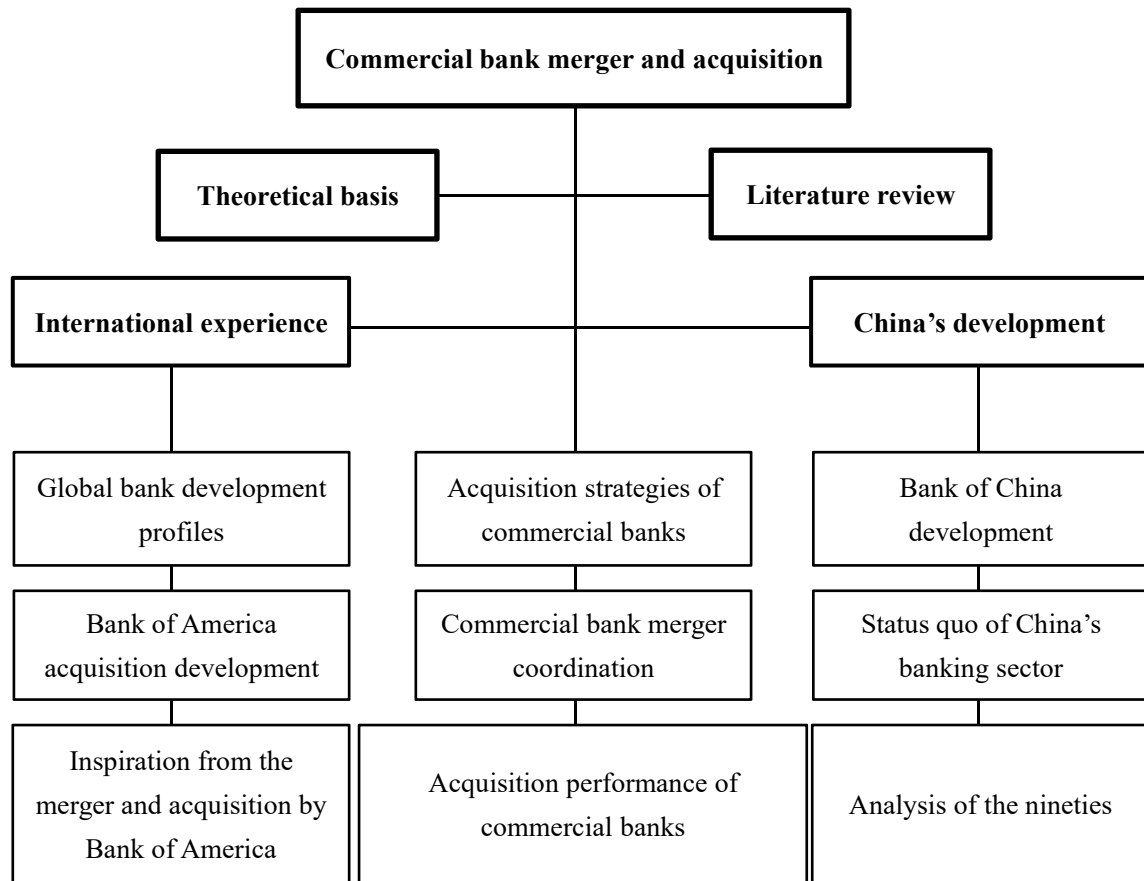 Commercial bank merger and acquisition
Theoretical basis
Literature review
International experience
China’s development
Global bank development
profiles
Acquisition strategies of
commercial banks
Bank of China
development
Bank of America
acquisition development
Commercial bank merger
coordination
Status quo of China’s
banking sector
Inspiration from the
merger and acquisition by
Bank of America
Acquisition performance of
commercial banks
Analysis of the nineties